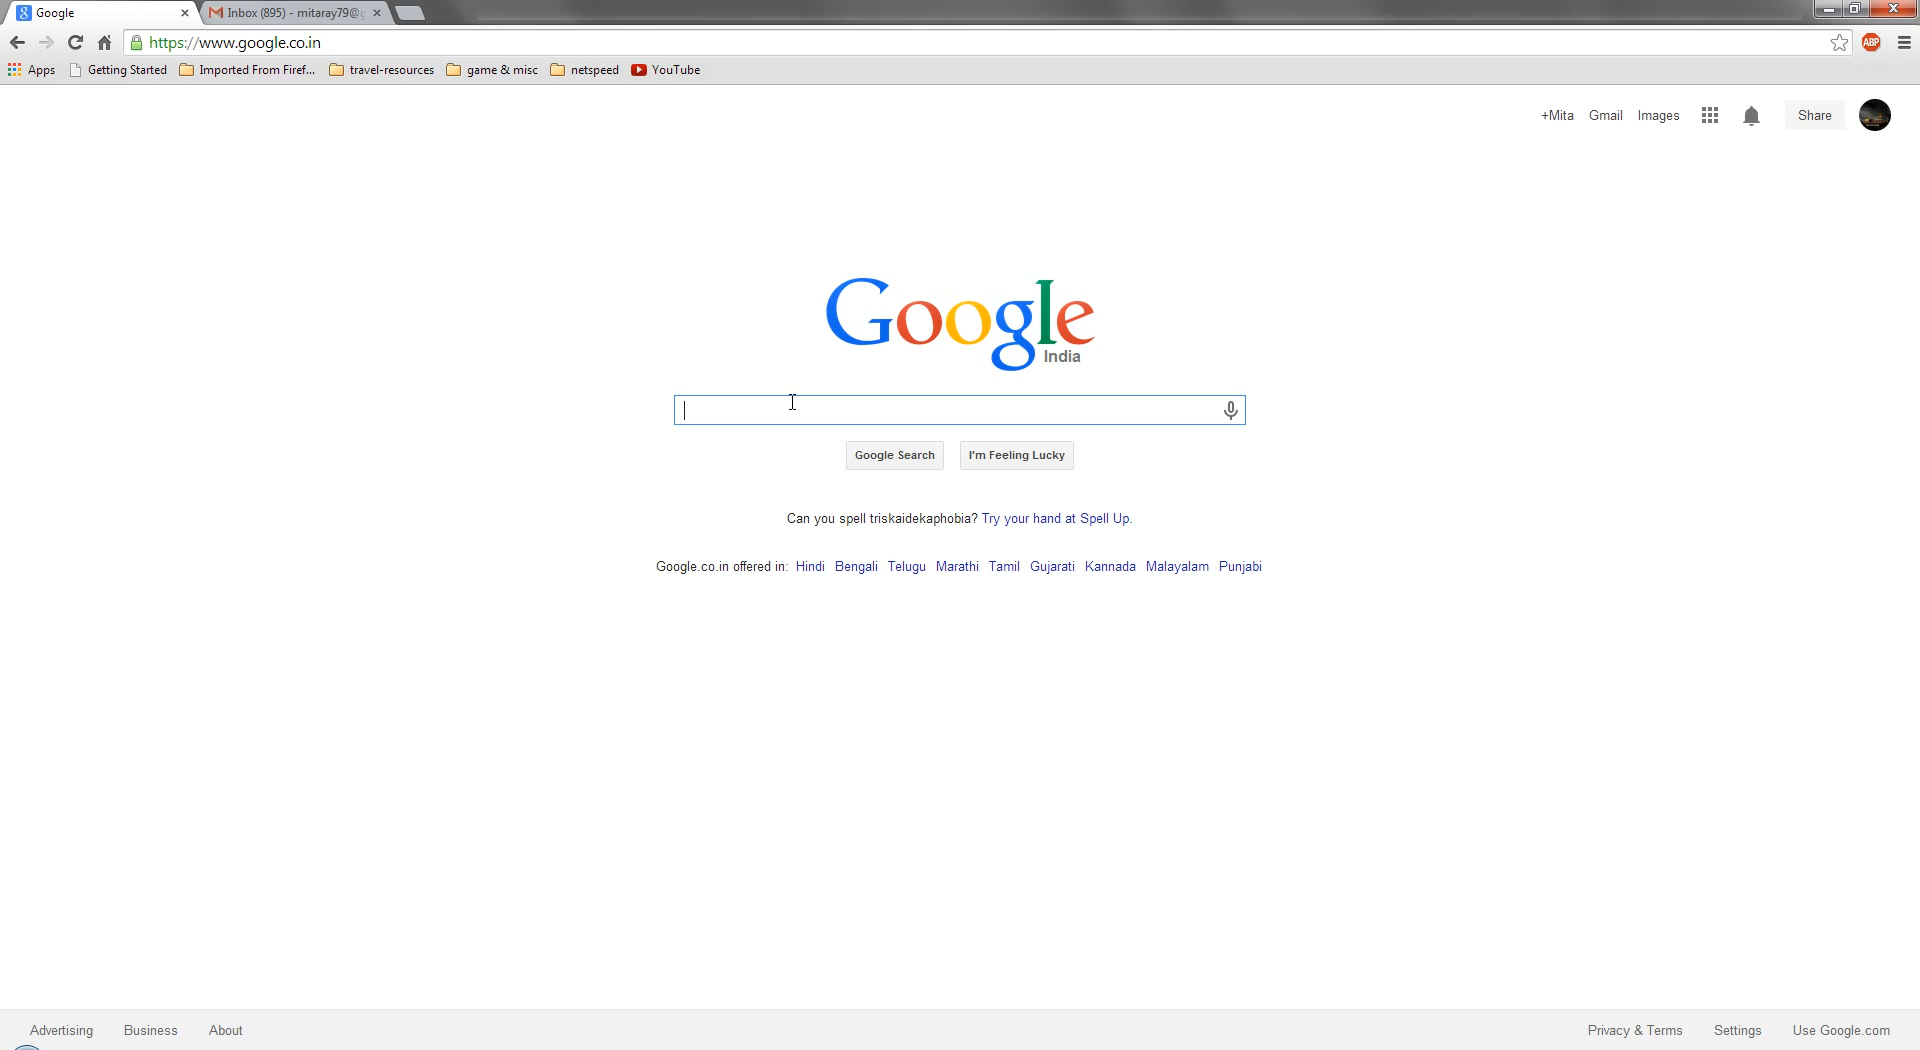 Google
Inbox (895) - mitaray79@
https://www.google.co.in
ABP
Apps Getting Started Imported From Firef... travel-resources game & misc netspeed YouTube
+Mita Gmail Images Share
Google
India
Google Search I'm Feeling Lucky
Can you spell triskaidekaphobia? Try your hand at Spell Up.
Google.co.in offered in: Hindi Bengali Telugu Marathi Tamil Gujarati Kannada Malayalam Punjabi
Advertising Business About Privacy & Terms Settings Use Google.com